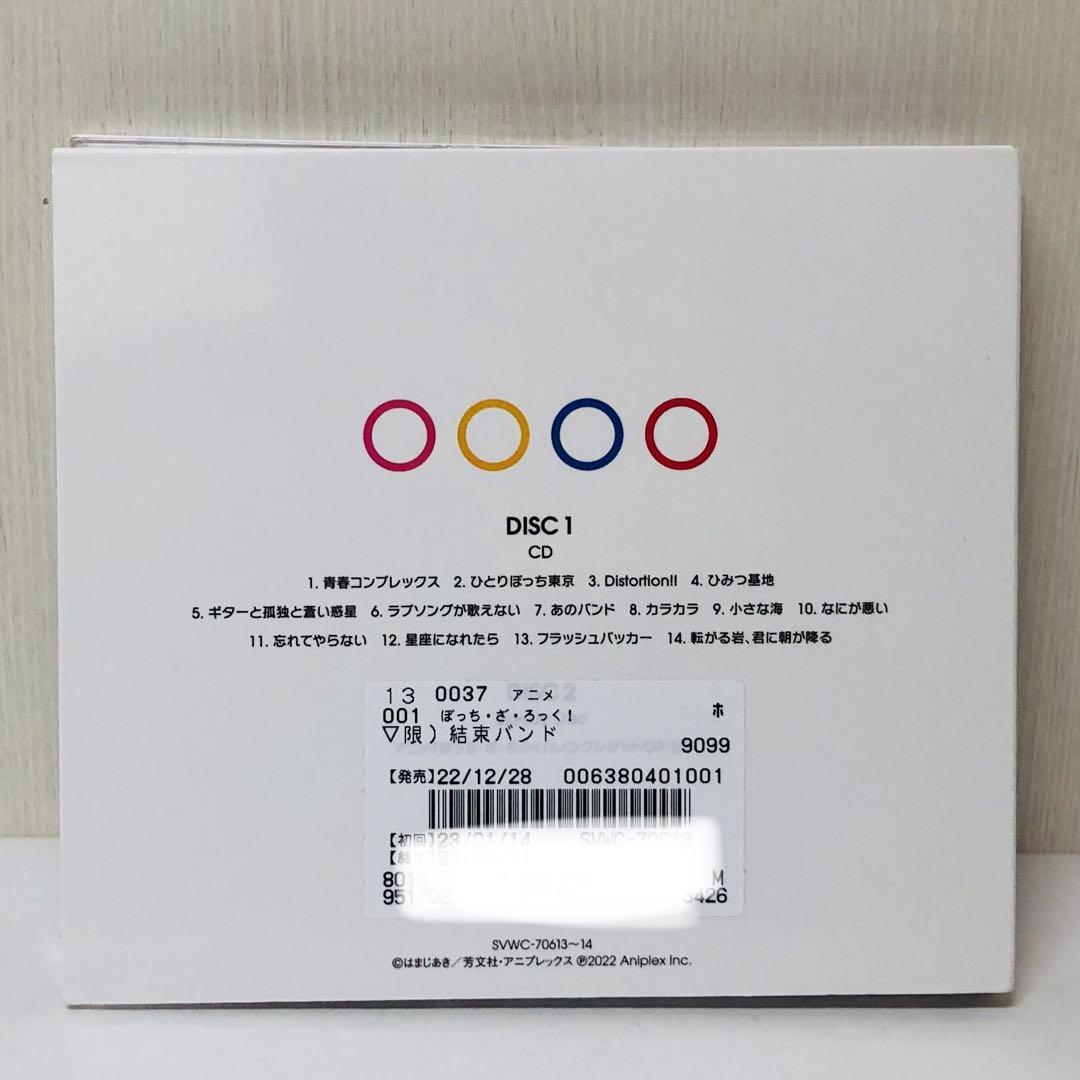 DISC 1
CD
1. 青春コンプレックス 2. ひとりぼっち東京 3. Distortion!! 4. ひみつ基地
5. ギターと孤独と蒼い惑星 6. ラブソングが歌えない 7. あのバンド 8. カラカラ 9. 小さな海 10. なにが悪い
11. 忘れてやらない 12. 星座になれたら 13. フラッシュバッカー 14. 転がる岩、君に朝が降る
13 0037 アニメ
001 ぼっち・ざ・ろっく! ホ
▽限)結束バンド
9099
【発売】22/12/28 006380401001
【初回】23/01/14 SVWC-70613
951702 3426
SVWC-70613〜14
©はまじあき/芳文社・アニプレックス ℗2022 Aniplex Inc.